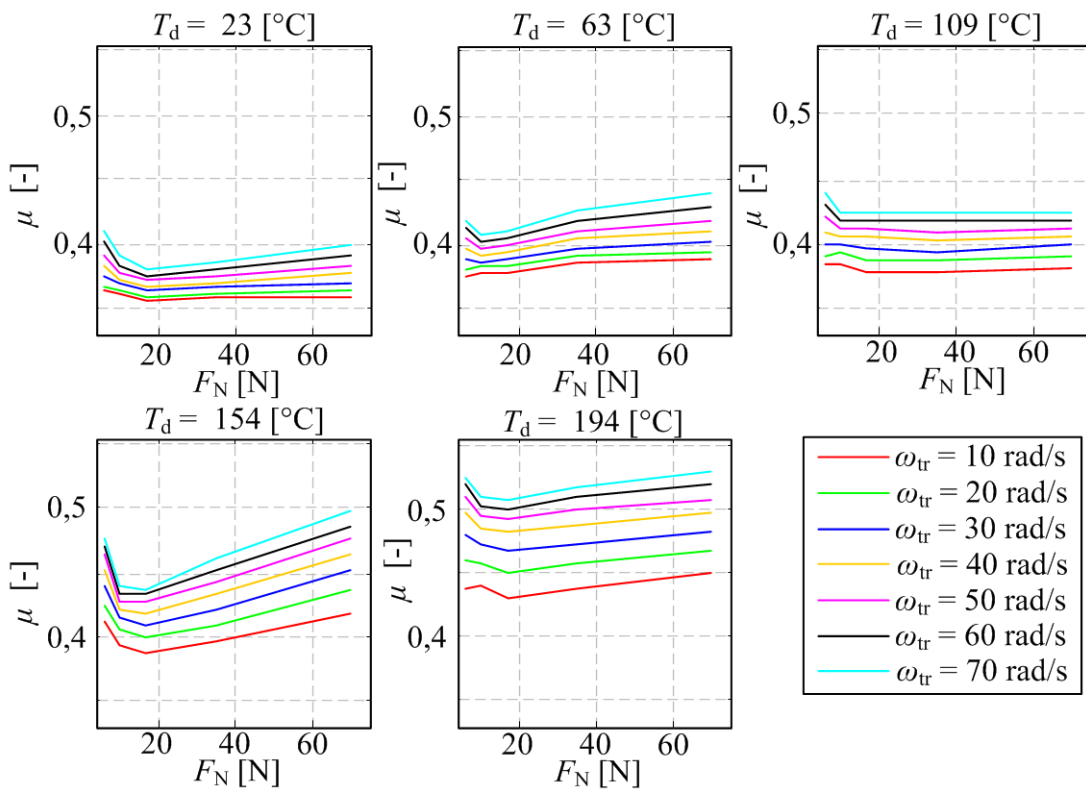 T_d = 23 [°C]
T_d = 63 [°C]
T_d = 109 [°C]
μ [-]
0,5
0,4
20 40 60
F_N [N]
μ [-]
0,5
0,4
20 40 60
F_N [N]
μ [-]
0,5
0,4
20 40 60
F_N [N]
T_d = 154 [°C]
T_d = 194 [°C]
μ [-]
0,5
0,4
20 40 60
F_N [N]
μ [-]
0,5
0,4
20 40 60
F_N [N]
ω_tr = 10 rad/s
ω_tr = 20 rad/s
ω_tr = 30 rad/s
ω_tr = 40 rad/s
ω_tr = 50 rad/s
ω_tr = 60 rad/s
ω_tr = 70 rad/s